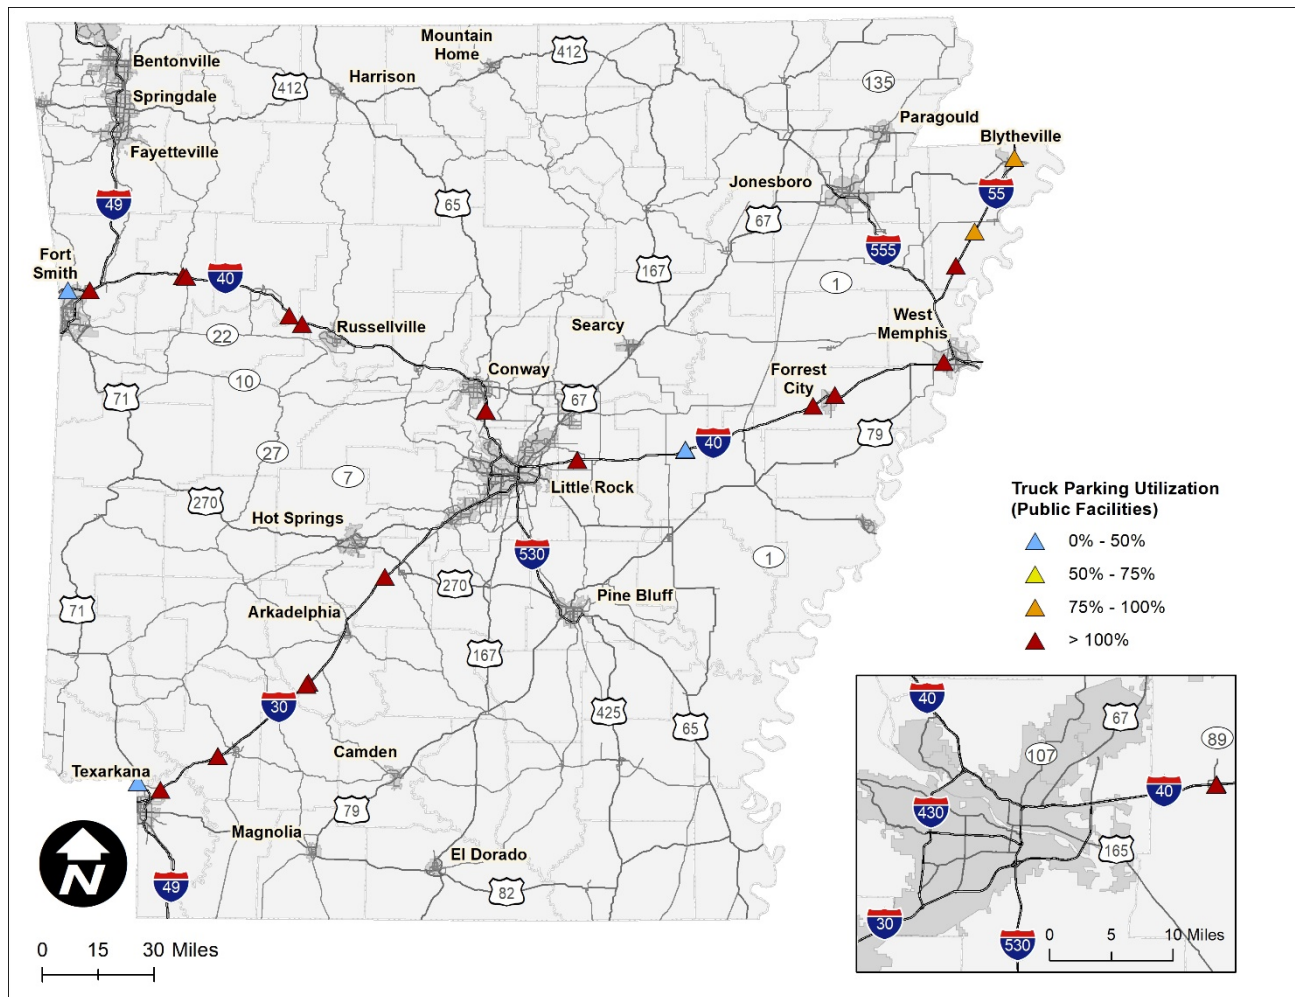 Mountain
Home
412
Bentonville
Harrison
135
Springdale
412
Paragould
Blytheville
Fayetteville
Jonesboro
55
49
65
67
555
Fort
Smith
40
167
1
West
Memphis
Searcy
Russellville
22
Conway
Forrest
City
10
71
67
79
40
27
7
Little Rock
270
Hot Springs
530
1
270
Pine Bluff
71
Arkadelphia
167
30
425
65
Camden
Texarkana
79
Magnolia
El Dorado
49
82
N
0 15 30 Miles
Truck Parking Utilization
(Public Facilities)
0% - 50%
50% - 75%
75% - 100%
> 100%
40
67
89
107
40
430
165
30
530
0 5 10 Miles